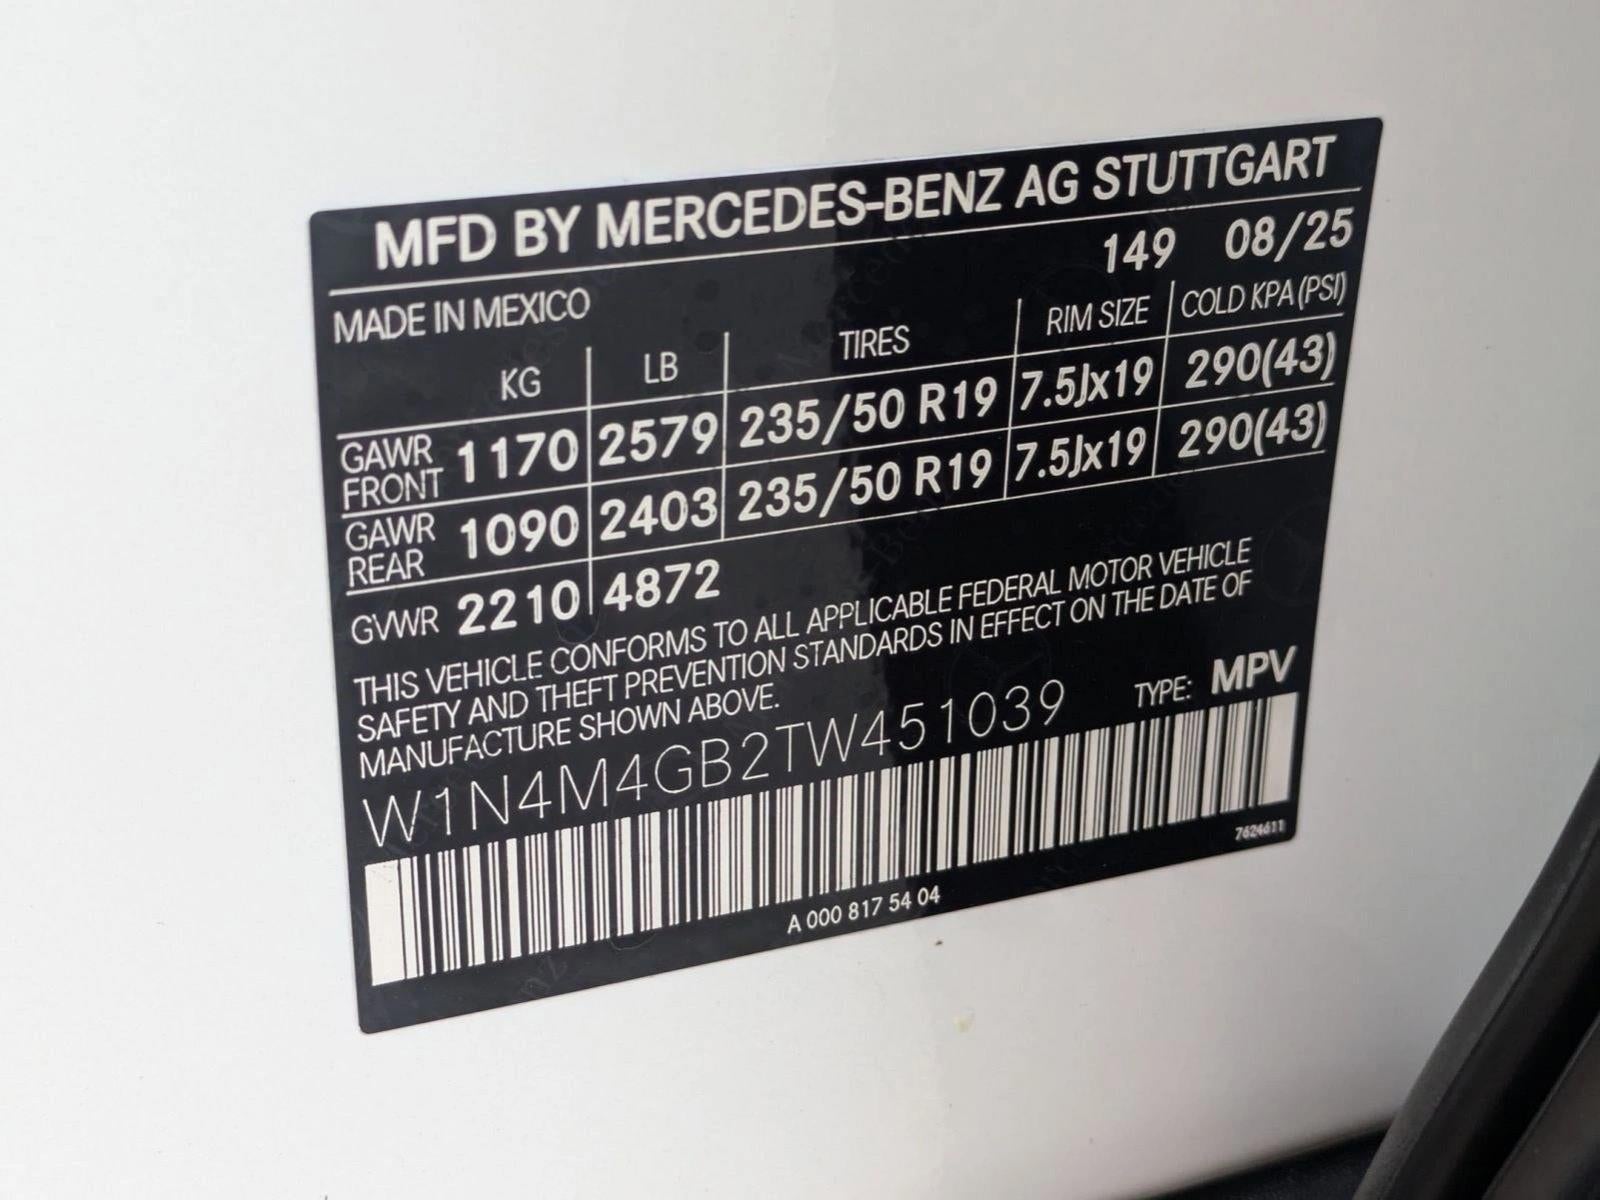 MFD BY MERCEDES-BENZ AG STUTTGART
149 08/25
MADE IN MEXICO
KG LB TIRES RIM SIZE COLD KPA (PSI)
GAWR FRONT 1170 2579 235/50 R19 7.5Jx19 290(43)
GAWR REAR 1090 2403 235/50 R19 7.5Jx19 290(43)
GVWR 2210 4872
THIS VEHICLE CONFORMS TO ALL APPLICABLE FEDERAL MOTOR VEHICLE
SAFETY AND THEFT PREVENTION STANDARDS IN EFFECT ON THE DATE OF
MANUFACTURE SHOWN ABOVE.
W1N4M4GB2TW451039 TYPE: MPV
7624611
A 000 817 54 04